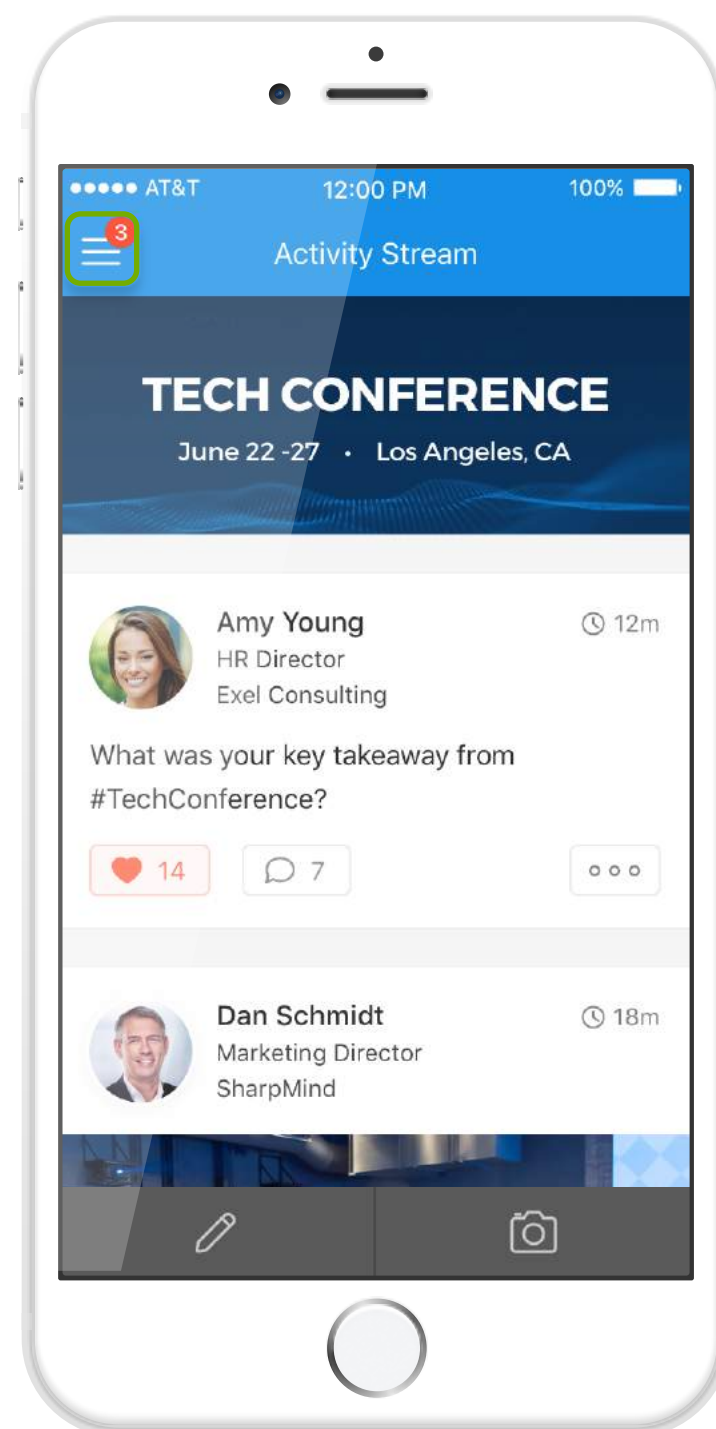 AT&T 12:00 PM 100%
3
Activity Stream
TECH CONFERENCE
June 22 -27 · Los Angeles, CA
Amy Young 12m
HR Director
Exel Consulting
What was your key takeaway from
#TechConference?
14 7
Dan Schmidt 18m
Marketing Director
SharpMind